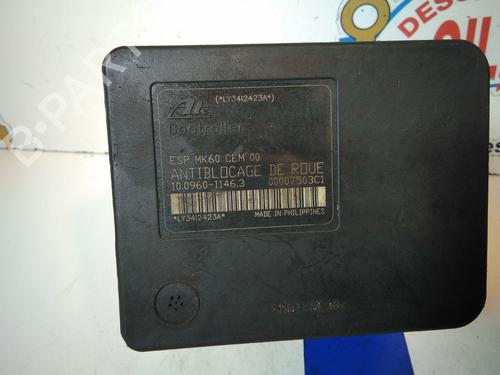 (*LY3412423A*)
Ate
Controller
ESP MK60 CEM 00
ANTIBLOCAGE DE ROUE
10.0960-1146.3 00007503C1
*LY3412423A*
MADE IN PHILIPPINES